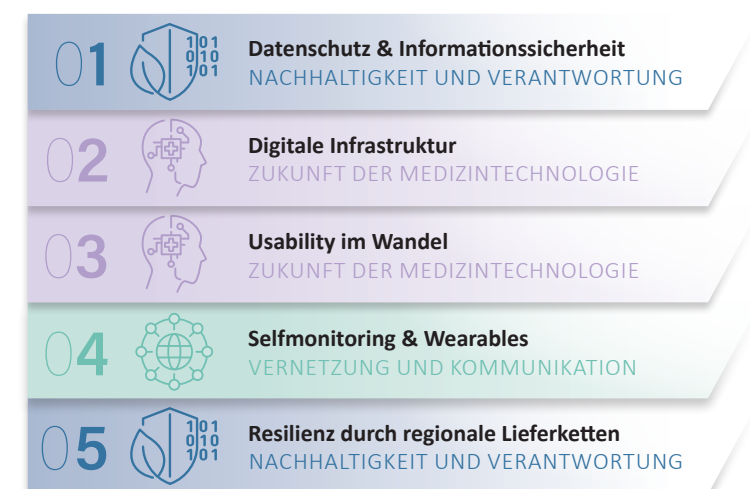 01
101
010
101
Datenschutz & Informationssicherheit
NACHHALTIGKEIT UND VERANTWORTUNG
02
Digitale Infrastruktur
ZUKUNFT DER MEDIZINTECHNOLOGIE
03
Usability im Wandel
ZUKUNFT DER MEDIZINTECHNOLOGIE
04
Selfmonitoring & Wearables
VERNETZUNG UND KOMMUNIKATION
05
101
010
101
Resilienz durch regionale Lieferketten
NACHHALTIGKEIT UND VERANTWORTUNG